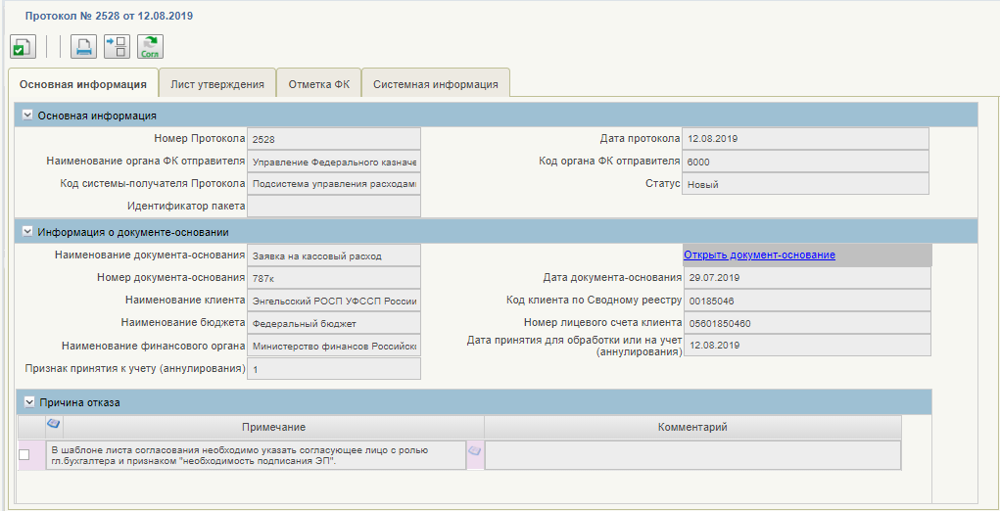 Протокол № 2528 от 12.08.2019
Согл
Основная информация
Лист утверждения
Отметка ФК
Системная информация
Основная информация
Номер Протокола 2528
Дата протокола 12.08.2019
Наименование органа ФК отправителя Управление Федерального казначе
Код органа ФК отправителя 6000
Код системы-получателя Протокола Подсистема управления расходами
Статус Новый
Идентификатор пакета
Информация о документе-основании
Наименование документа-основания Заявка на кассовый расход
Открыть документ-основание
Номер документа-основания 787к
Дата документа-основания 29.07.2019
Наименование клиента Энгельсский РОСП УФССП России
Код клиента по Сводному реестру 00185046
Наименование бюджета Федеральный бюджет
Номер лицевого счета клиента 05601850460
Наименование финансового органа Министерство финансов Российско
Дата принятия для обработки или на учет
(аннулирования) 12.08.2019
Признак принятия к учету (аннулирования) 1
Причина отказа
Примечание
Комментарий
В шаблоне листа согласования необходимо указать согласующее лицо с ролью
гл.бухгалтера и признаком "необходимость подписания ЭП".